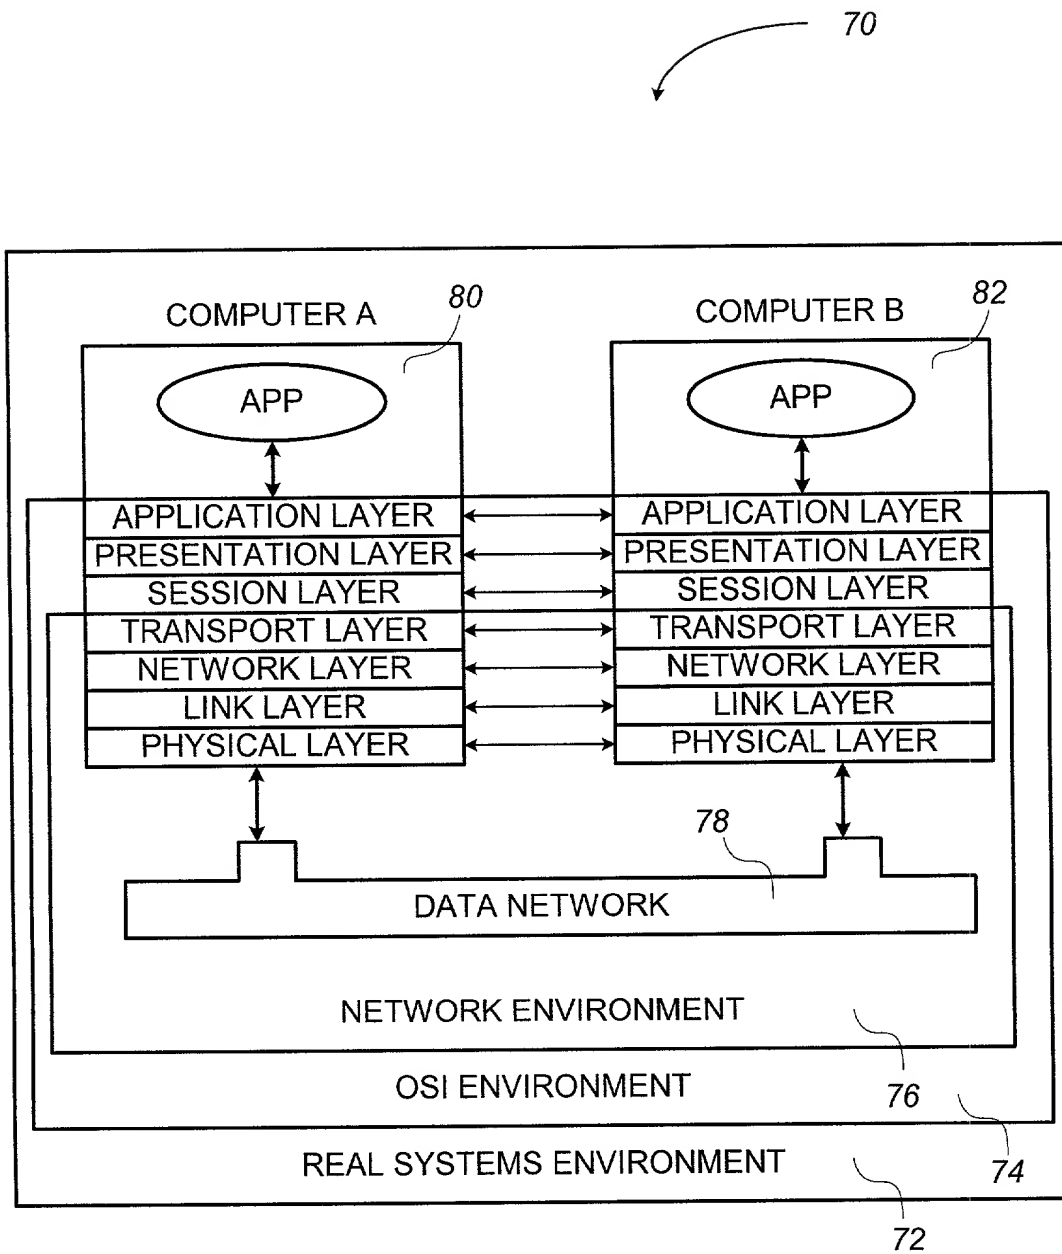 70
COMPUTER A
80
COMPUTER B
82
APP
APP
APPLICATION LAYER
APPLICATION LAYER
PRESENTATION LAYER
PRESENTATION LAYER
SESSION LAYER
SESSION LAYER
TRANSPORT LAYER
TRANSPORT LAYER
NETWORK LAYER
NETWORK LAYER
LINK LAYER
LINK LAYER
PHYSICAL LAYER
PHYSICAL LAYER
78
DATA NETWORK
NETWORK ENVIRONMENT
76
OSI ENVIRONMENT
74
REAL SYSTEMS ENVIRONMENT
72